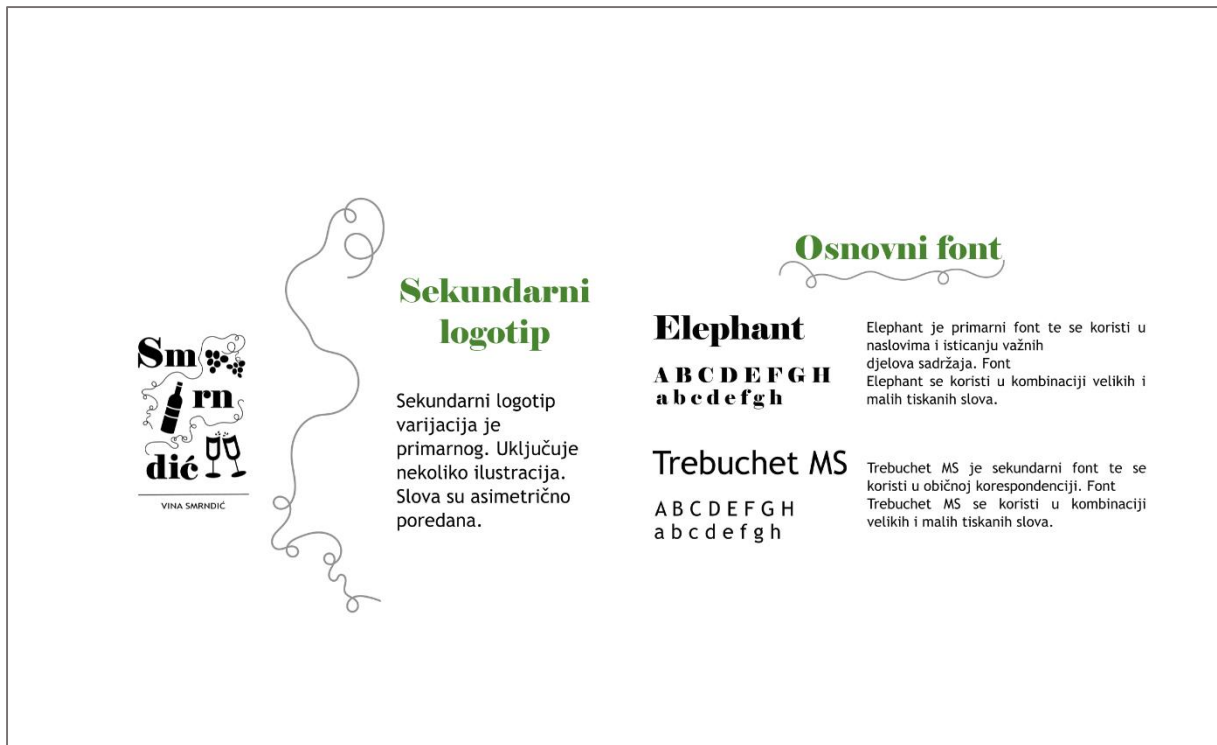 Sm
rn
dić
VINA SMRNDIĆ
Sekundarni
logotip
Sekundarni logotip
varijacija je
primarnog. Uključuje
nekoliko ilustracija.
Slova su asimetrično
poredana.
Osnovni font
Elephant
A B C D E F G H
a b c d e f g h
Elephant je primarni font te se koristi u
naslovima i isticanju važnih
djelova sadržaja. Font
Elephant se koristi u kombinaciji velikih i
malih tiskanih slova.
Trebuchet MS
A B C D E F G H
a b c d e f g h
Trebuchet MS je sekundarni font te se
koristi u običnoj korespondenciji. Font
Trebuchet MS se koristi u kombinaciji
velikih i malih tiskanih slova.